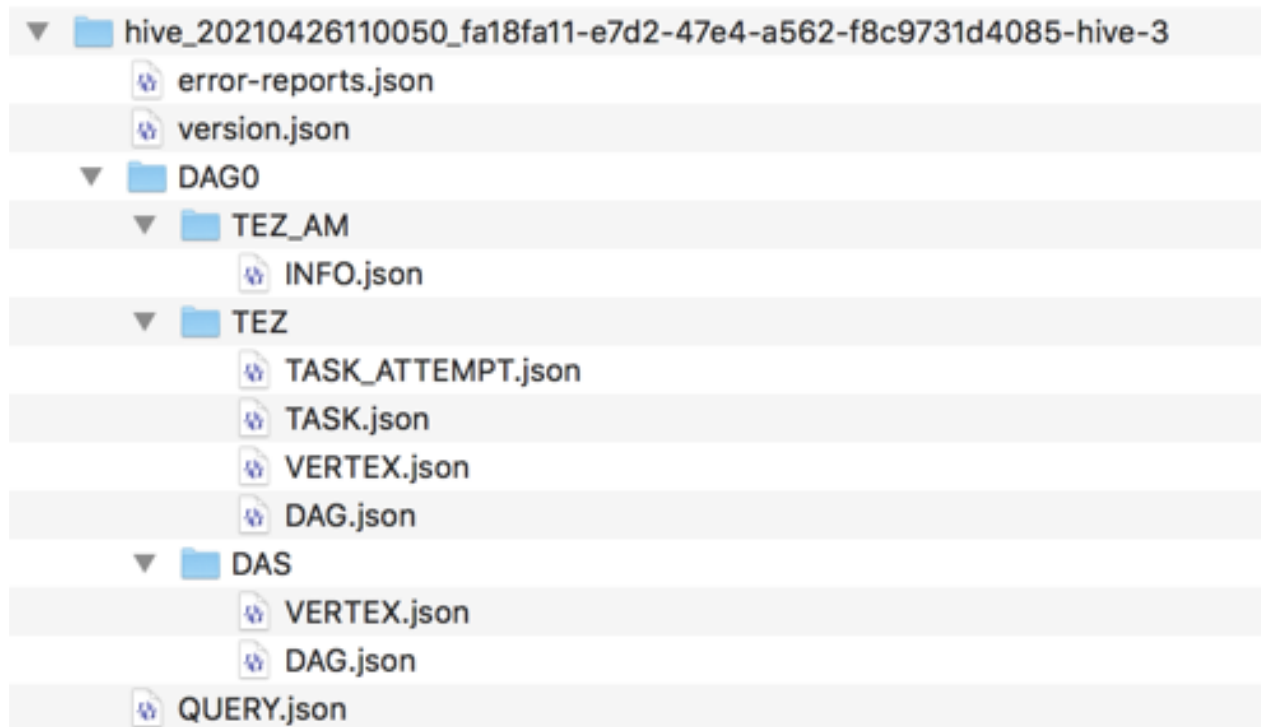 hive_20210426110050_fa18fa11-e7d2-47e4-a562-f8c9731d4085-hive-3
error-reports.json
version.json
DAG0
TEZ_AM
INFO.json
TEZ
TASK_ATTEMPT.json
TASK.json
VERTEX.json
DAG.json
DAS
VERTEX.json
DAG.json
QUERY.json